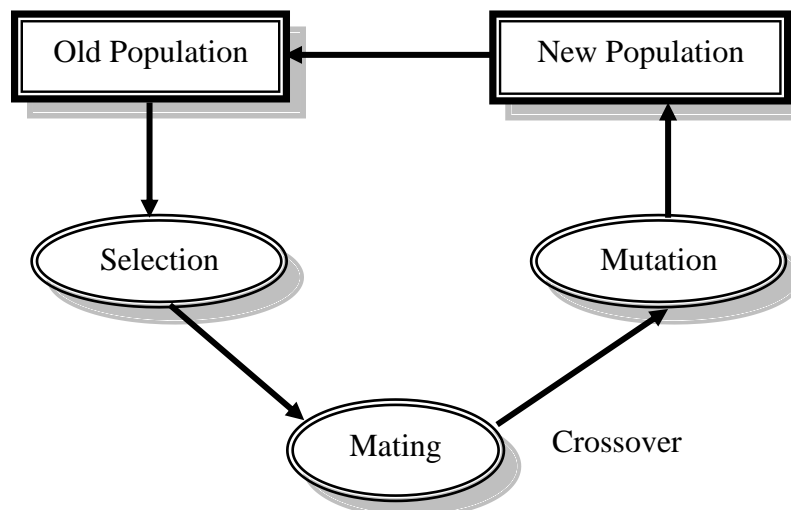 Old Population
New Population
Selection
Mutation
Mating
Crossover